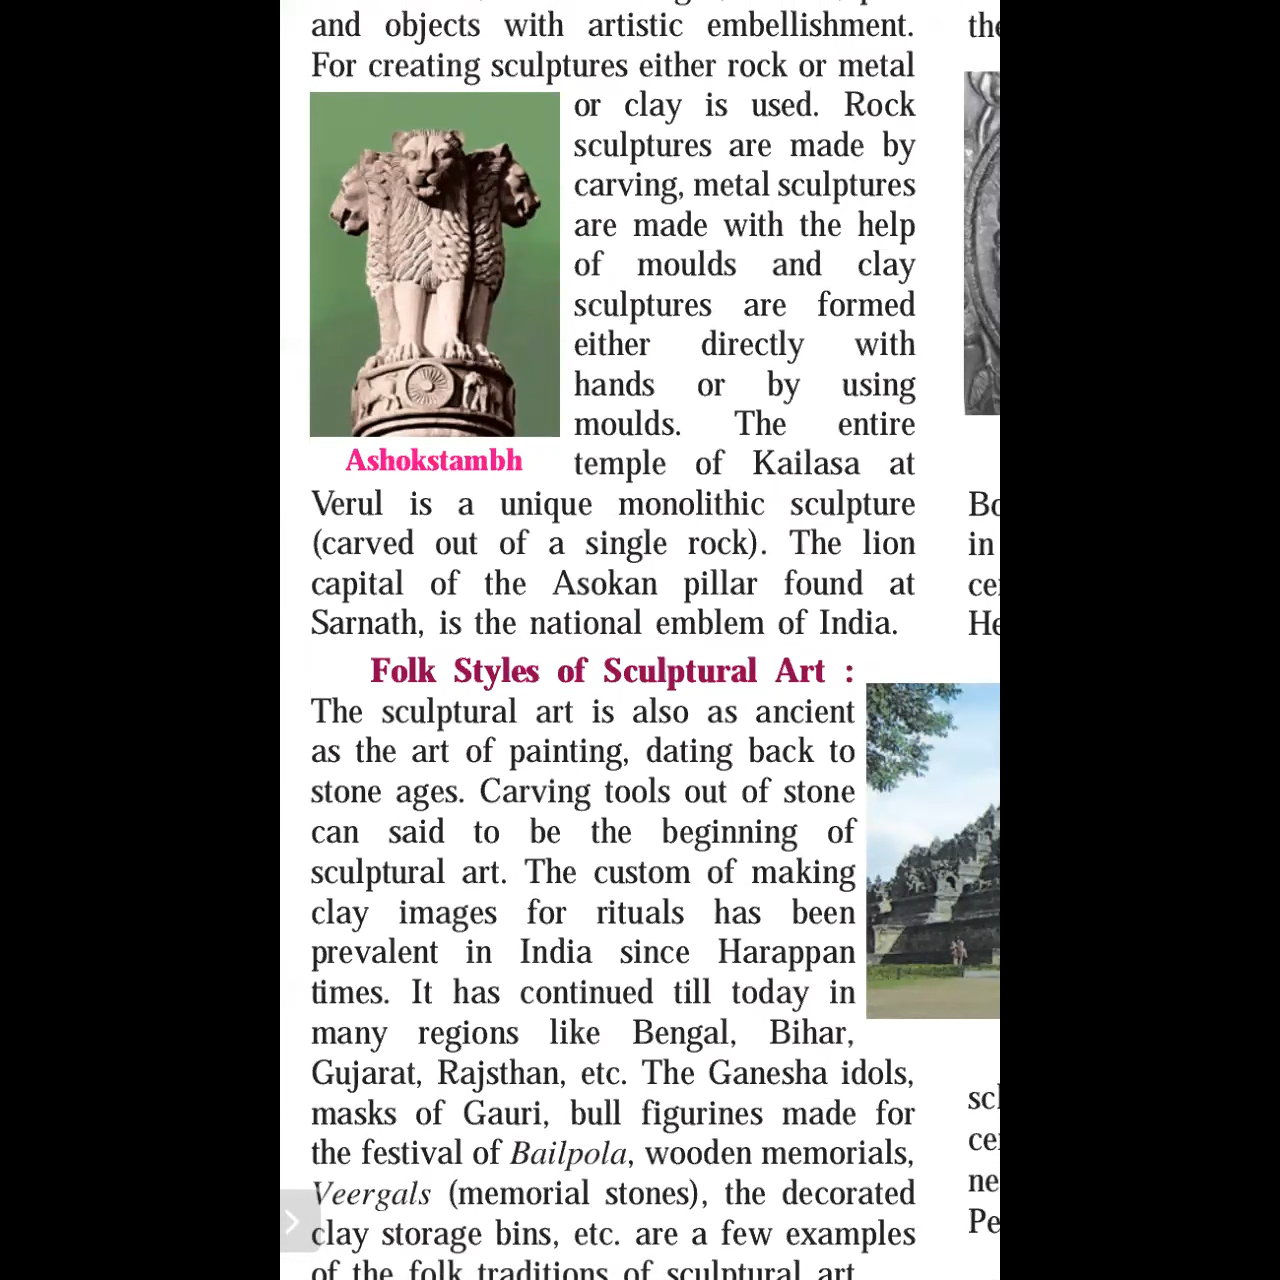 and objects with artistic embellishment.
For creating sculptures either rock or metal
or clay is used. Rock
sculptures are made by
carving, metal sculptures
are made with the help
of moulds and clay
sculptures are formed
either directly with
hands or by using
moulds. The entire
temple of Kailasa at
Ashokstambh
Verul is a unique monolithic sculpture
(carved out of a single rock). The lion
capital of the Asokan pillar found at
Sarnath, is the national emblem of India.
Folk Styles of Sculptural Art :
The sculptural art is also as ancient
as the art of painting, dating back to
stone ages. Carving tools out of stone
can said to be the beginning of
sculptural art. The custom of making
clay images for rituals has been
prevalent in India since Harappan
times. It has continued till today in
many regions like Bengal, Bihar,
Gujarat, Rajsthan, etc. The Ganesha idols,
masks of Gauri, bull figurines made for
the festival of Bailpola, wooden memorials,
Veergals (memorial stones), the decorated
clay storage bins, etc. are a few examples
of the folk traditions of sculptural art
in